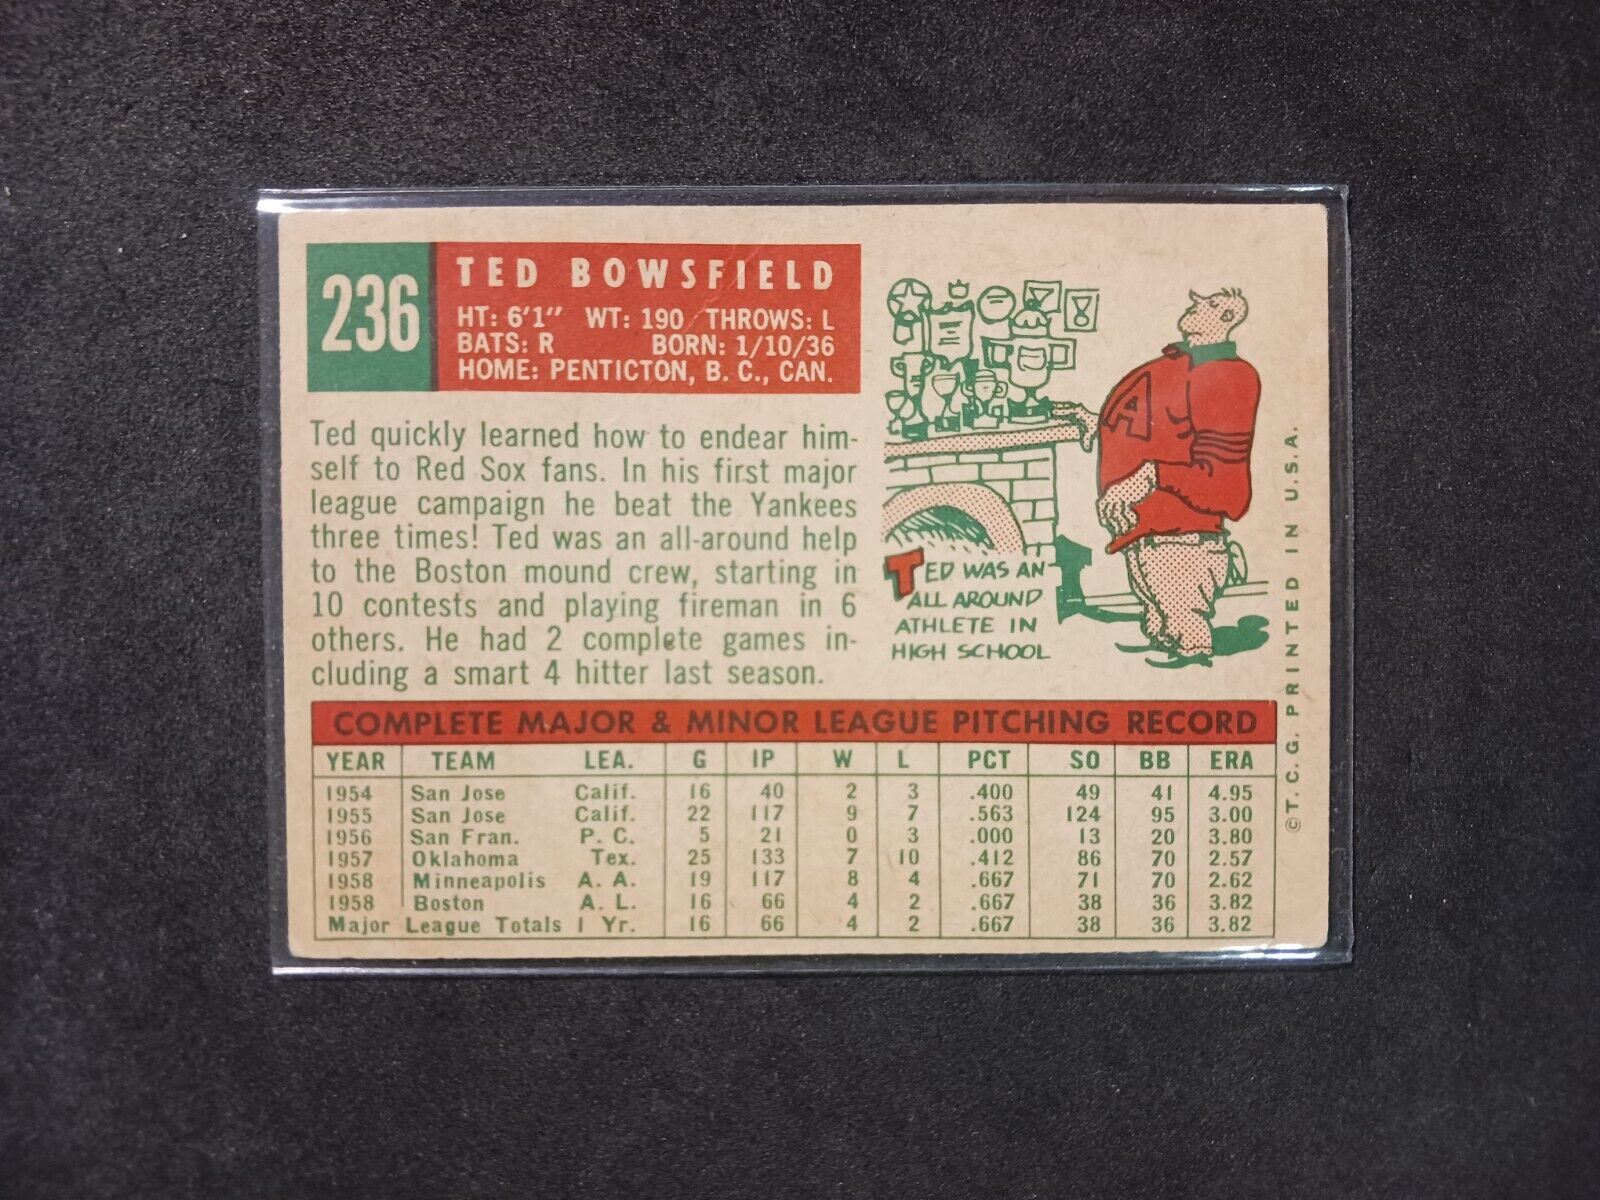 236
TED BOWSFIELD
HT: 6'1" WT: 190 THROWS: L
BATS: R BORN: 1/10/36
HOME: PENTICTON, B. C., CAN.
Ted quickly learned how to endear him-
self to Red Sox fans. In his first major
league campaign he beat the Yankees
three times! Ted was an all-around help
to the Boston mound crew, starting in
10 contests and playing fireman in 6
others. He had 2 complete games in-
cluding a smart 4 hitter last season.
A
TED WAS AN
ALL AROUND
ATHLETE IN
HIGH SCHOOL
COMPLETE MAJOR & MINOR LEAGUE PITCHING RECORD
YEAR TEAM LEA. G IP W L PCT SO BB ERA
1954 San Jose Calif. 16 40 2 3 .400 49 41 4.95
1955 San Jose Calif. 22 117 9 7 .563 124 95 3.00
1956 San Fran. P. C. 5 21 0 3 .000 13 20 3.80
1957 Oklahoma Tex. 25 133 7 10 .412 86 70 2.57
1958 Minneapolis A. A. 19 117 8 4 .667 71 70 2.62
1958 Boston A. L. 16 66 4 2 .667 38 36 3.82
Major League Totals 1 Yr. 16 66 4 2 .667 38 36 3.82
© T. C. G. PRINTED IN U.S.A.